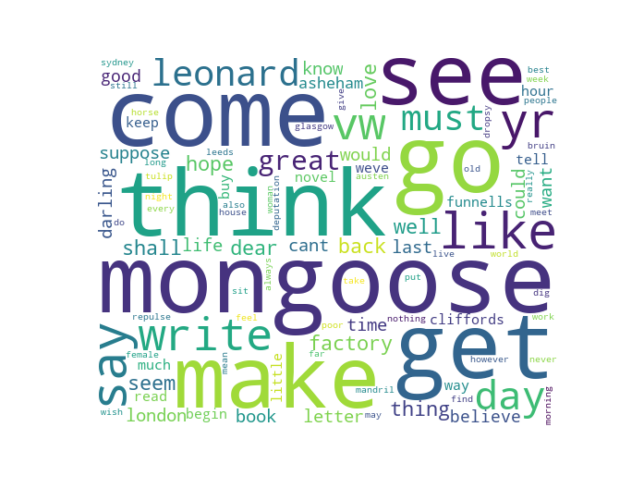 sydney
still
good
leonard
know
asheham
love
see
best
week
people
hour
horse
keep
come
glasgow
give
vw
must
dropsy
yr
bruin
suppose
hope
great
would
weve
go
tell
long
leeds
buy
novel
austen
old
could
really
want
meet
darling
tulip
night
every
also
house
think
woman
deputation
funnells
do
well
like
shall
life
dear
cant
back
last
live
world
always
mongoose
sit
take
put
dig
repulse
say
write
feel
poor
time
nothing
cliffords
work
factory
get
female
much
mean
make
little
far
however
never
seem
read
mandril
way
find
day
morning
wish
london
begin
book
letter
may
thing
believe